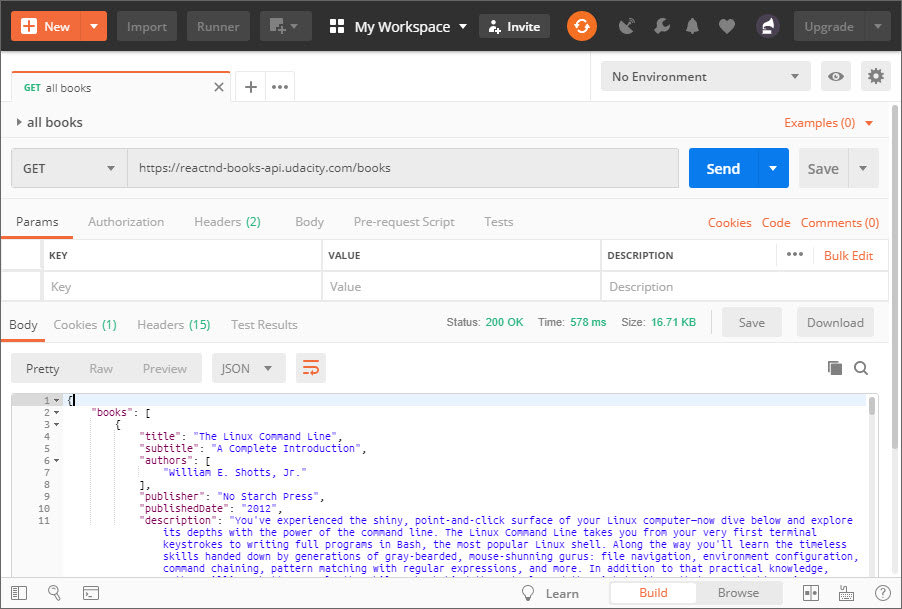 New Import Runner My Workspace Invite Upgrade
GET all books No Environment
all books Examples (0)
GET https://reactnd-books-api.udacity.com/books Send Save
Params Authorization Headers (2) Body Pre-request Script Tests Cookies Code Comments (0)
KEY VALUE DESCRIPTION Bulk Edit
Key Value Description
Body Cookies (1) Headers (15) Test Results Status: 200 OK Time: 578 ms Size: 16.71 KB Save Download
Pretty Raw Preview JSON
1 {
2 "books": [
3 {
4 "title": "The Linux Command Line",
5 "subtitle": "A Complete Introduction",
6 "authors": [
7 "William E. Shotts, Jr."
8 ],
9 "publisher": "No Starch Press",
10 "publishedDate": "2012",
11 "description": "You've experienced the shiny, point-and-click surface of your Linux computer—now dive below and explore
its depths with the power of the command line. The Linux Command Line takes you from your very first terminal
keystrokes to writing full programs in Bash, the most popular Linux shell. Along the way you'll learn the timeless
skills handed down by generations of gray-bearded, mouse-shunning gurus: file navigation, environment configuration,
command chaining, pattern matching with regular expressions, and more. In addition to that practical knowledge,
Learn Build Browse